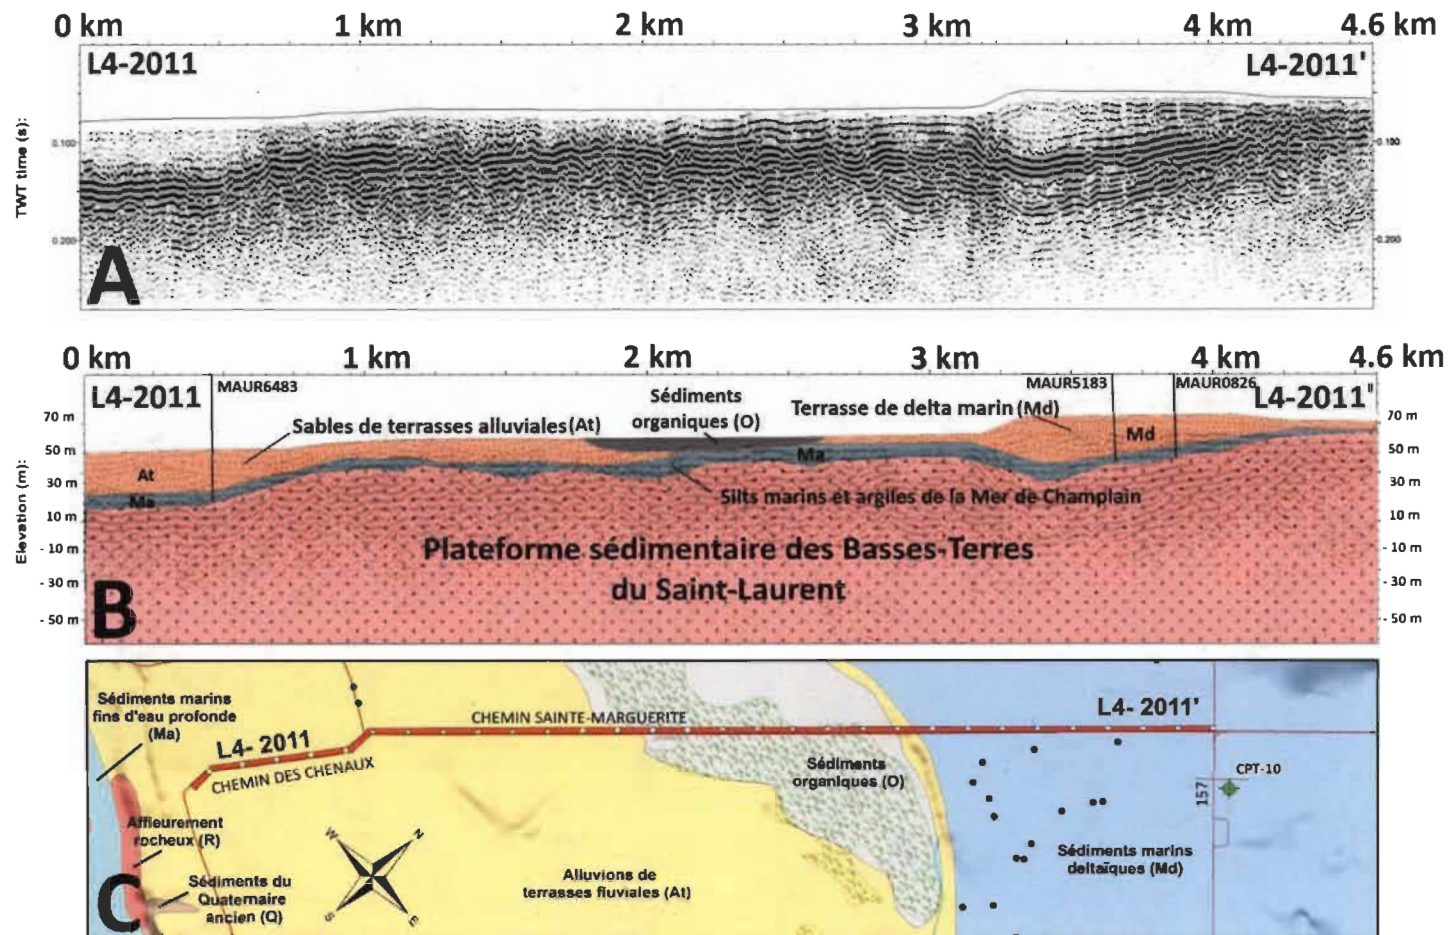 0 km 1 km 2 km 3 km 4 km 4.6 km
L4-2011 L4-2011'
TWT time (s):
0.100 0.100
0.200 0.200
A
0 km 1 km 2 km 3 km 4 km 4.6 km
L4-2011 MAUR6483 MAUR5183 MAUR0826 L4-2011'
Sédiments
organiques (O)
Terrasse de delta marin (Md)
Sables de terrasses alluviales (At)
Elevation (m):
70 m 70 m
50 m 50 m
30 m 30 m
10 m 10 m
- 10 m - 10 m
- 30 m - 30 m
- 50 m - 50 m
Md
At
Ma
Ma
Silts marins et argiles de la Mer de Champlain
Plateforme sédimentaire des Basses-Terres
du Saint-Laurent
B
Sédiments marins
fins d'eau profonde
(Ma)
L4- 2011
CHEMIN DES CHENAUX
CHEMIN SAINTE-MARGUERITE
L4- 2011'
Sédiments
organiques (O)
CPT-10
157
Affleurement
rocheux (R)
W N
S E
Sédiments du
Quaternaire
ancien (Q)
Alluvions de
terrasses fluviales (At)
Sédiments marins
deltaïques (Md)
C